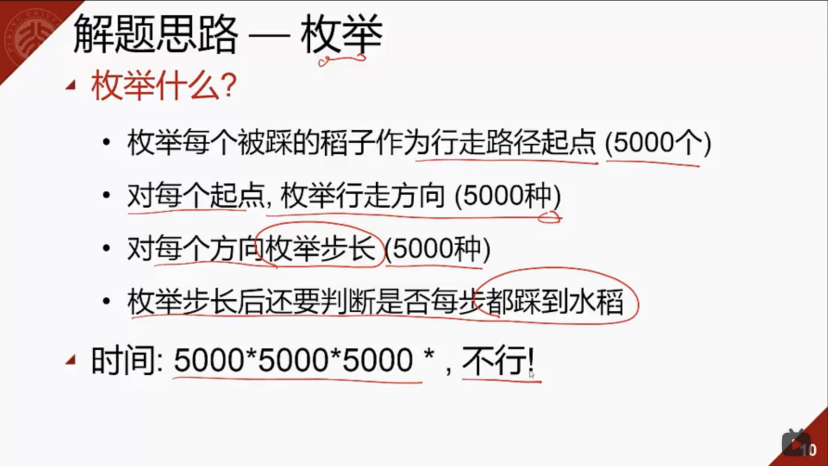 解题思路 — 枚举
枚举什么?
• 枚举每个被踩的稻子作为行走路径起点 (5000个)
• 对每个起点, 枚举行走方向 (5000种)
• 对每个方向枚举步长 (5000种)
• 枚举步长后还要判断是否每步都踩到水稻
时间: 5000*5000*5000 * , 不行!
10